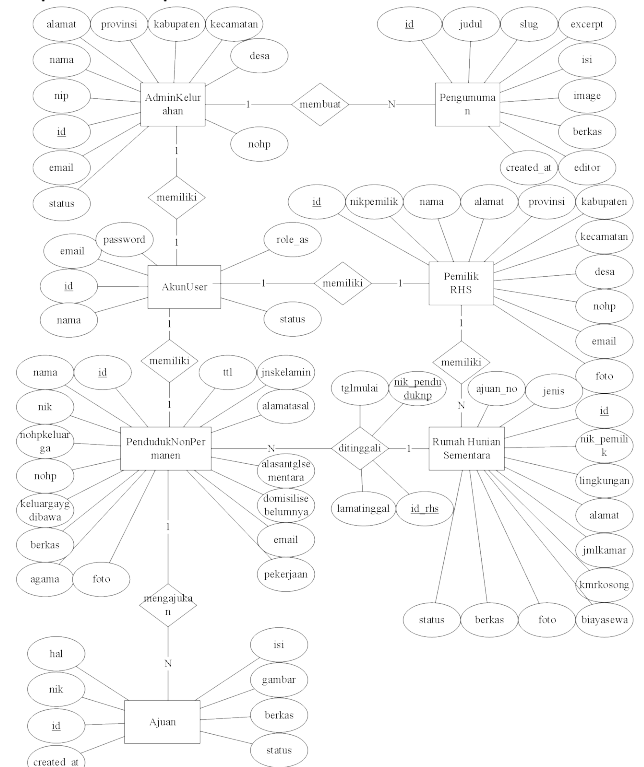 alamat
provinsi
kabupaten
kecamatan
desa
nama
nip
id
email
status
AdminKelur
ahan
nohp
1
membuat
N
id
judul
slug
excerpt
isi
image
berkas
editor
created_at
Pengumuma
n
1
memiliki
1
email
password
role_as
id
nama
status
AkunUser
1
memiliki
1
id
nikpemilik
nama
alamat
provinsi
kabupaten
kecamatan
desa
nohp
email
foto
Pemilik
RHS
1
memiliki
1
1
memiliki
N
nama
id
ttl
jnskelamin
alamatasal
nik
nohpkeluar
ga
nohp
keluargayg
dibawa
berkas
agama
foto
PendudukNonPer
manen
alasantglse
mentara
domisilise
belumnya
email
pekerjaan
N
ditinggali
1
tglmulai
nik_pendu
duknp
lamatinggal
id_rhs
ajuan_no
jenis
id
nik_pemili
k
lingkungan
alamat
jmlkamar
kmrkosong
biayasewa
foto
berkas
status
Rumah Hunian
Sementara
1
mengajuka
n
N
hal
nik
id
created_at
Ajuan
isi
gambar
berkas
status